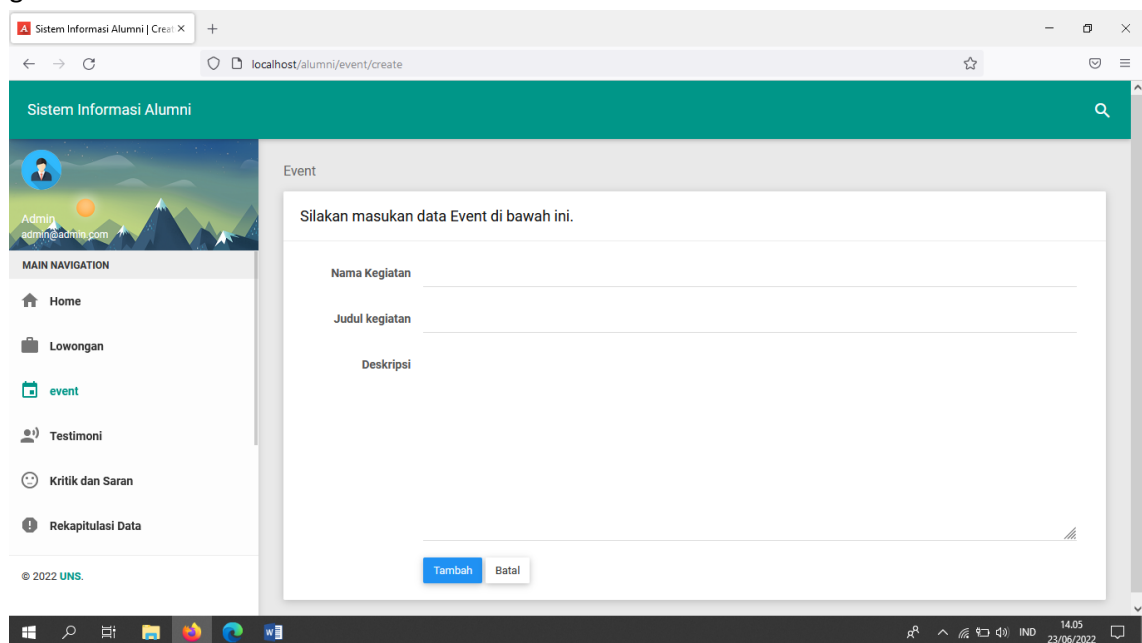 Sistem Informasi Alumni | Creat
localhost/alumni/event/create
Sistem Informasi Alumni
Admin
admin@admin.com
MAIN NAVIGATION
Home
Lowongan
event
Testimoni
Kritik dan Saran
Rekapitulasi Data
© 2022 UNS.
Event
Silakan masukan data Event di bawah ini.
Nama Kegiatan
Judul kegiatan
Deskripsi
Tambah Batal
IND
14.05
23/06/2022